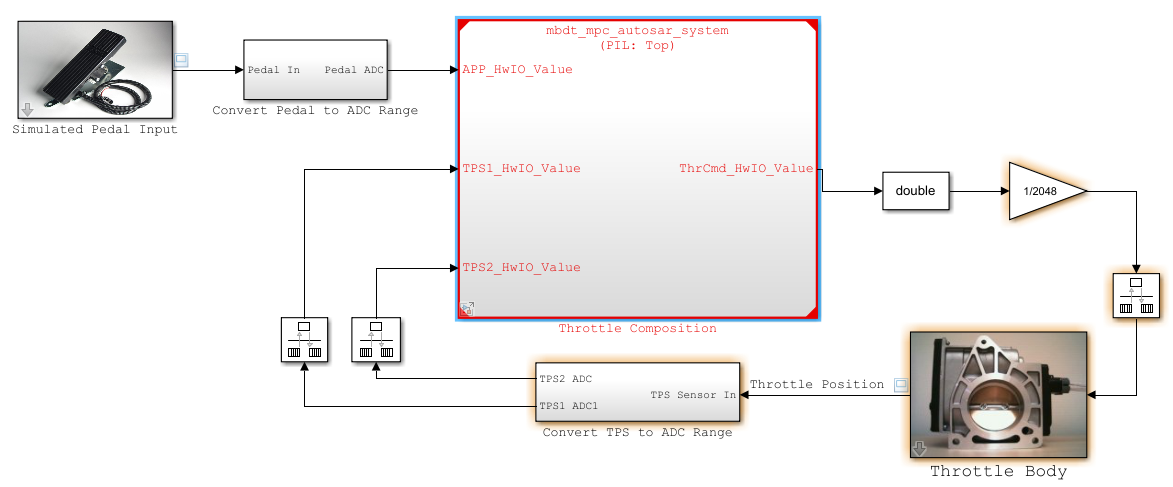 mbdt_mpc_autosar_system
(PIL: Top)
APP_HwIO_Value
Pedal In
Pedal ADC
Convert Pedal to ADC Range
Simulated Pedal Input
TPS1_HwIO_Value
ThrCmd_HwIO_Value
double
1/2048
TPS2_HwIO_Value
Throttle Composition
TPS2 ADC
TPS Sensor In
TPS1 ADC1
Throttle Position
Convert TPS to ADC Range
Throttle Body